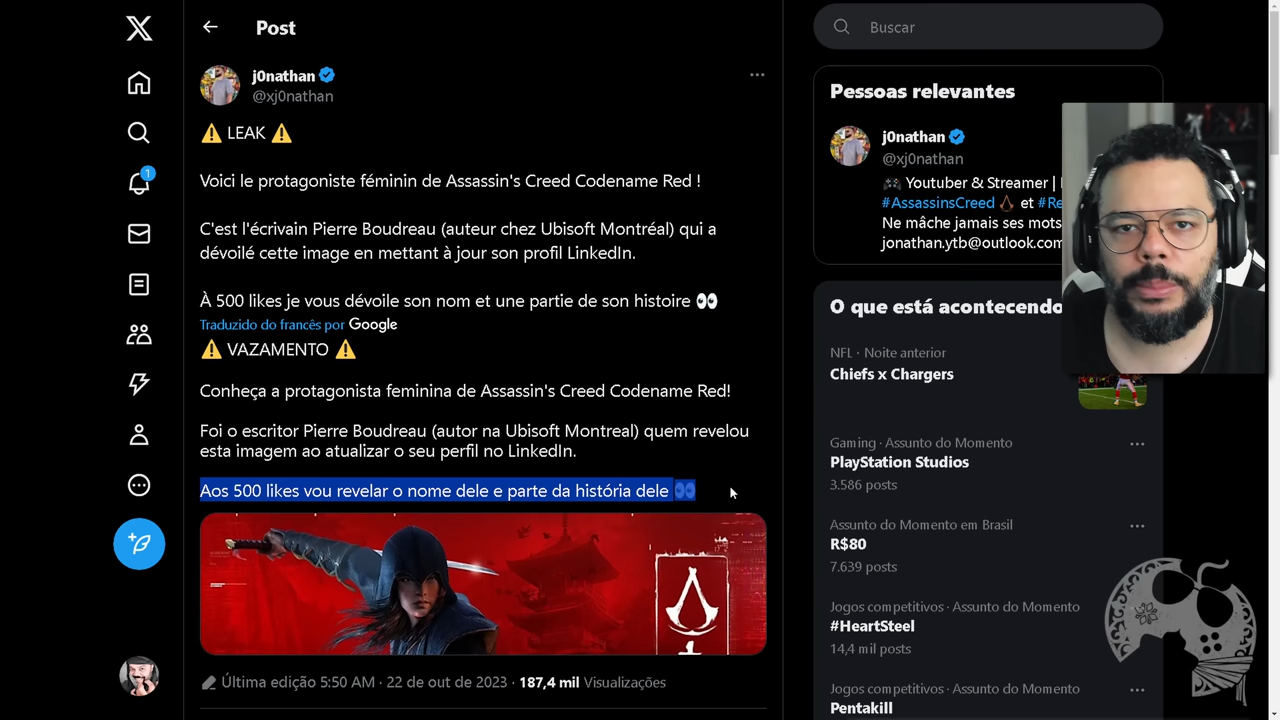 Post
Buscar
j0nathan
@xj0nathan
⚠️ LEAK ⚠️
Voici le protagoniste féminin de Assassin's Creed Codename Red !
C'est l'écrivain Pierre Boudreau (auteur chez Ubisoft Montréal) qui a
dévoilé cette image en mettant à jour son profil LinkedIn.
À 500 likes je vous dévoile son nom et une partie de son histoire 👀
Traduzido do francês por Google
⚠️ VAZAMENTO ⚠️
Conheça a protagonista feminina de Assassin's Creed Codename Red!
Foi o escritor Pierre Boudreau (autor na Ubisoft Montreal) quem revelou
esta imagem ao atualizar o seu perfil no LinkedIn.
Aos 500 likes vou revelar o nome dele e parte da história dele 👀
Última edição 5:50 AM · 22 de out de 2023 · 187,4 mil Visualizações
1
Pessoas relevantes
j0nathan
@xj0nathan
🎮 Youtuber & Streamer |
#AssassinsCreed et #Re
Ne mâche jamais ses mots
jonathan.ytb@outlook.com
O que está acontecendo
NFL · Noite anterior
Chiefs x Chargers
Gaming · Assunto do Momento
PlayStation Studios
3.586 posts
Assunto do Momento em Brasil
R$80
7.639 posts
Jogos competitivos · Assunto do Momento
#HeartSteel
14,4 mil posts
Jogos competitivos · Assunto do Momento
Pentakill